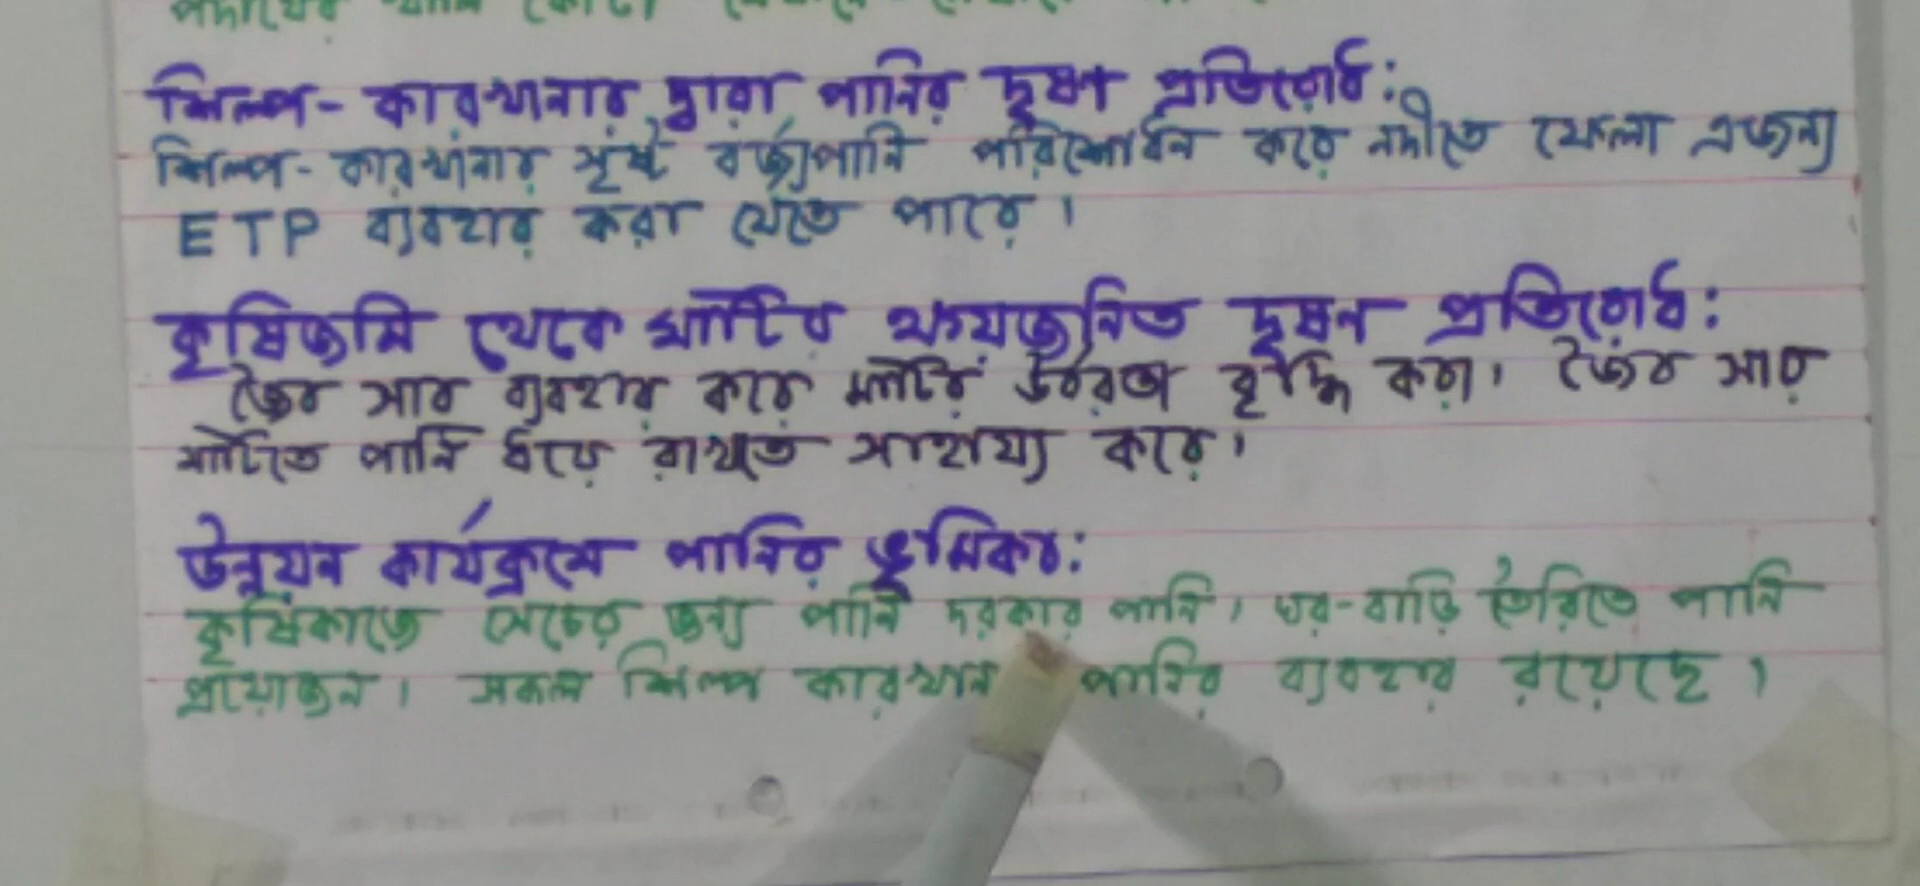 শিল্প-কারখানার দ্বারা পানির দূষণ প্রতিরোধ:
শিল্প-কারখানার সৃষ্ট বর্জ্যপানি পরিশোধন করে নদীতে ফেলা এজন্য
ETP ব্যবহার করা যেতে পারে।
কৃষিজমি থেকে মাটির ক্ষয়জনিত দূষন প্রতিরোধ:
জৈব সার ব্যবহার করে মাটির উর্বরতা বৃদ্ধি করা। জৈব সার
মাটিতে পানি ধরে রাখতে সাহায্য করে।
উন্নয়ন কার্যক্রমে পানির ভূমিকা:
কৃষিকাজে সেচের জন্য পানি দরকার পানি। ঘর-বাড়ি তৈরিতে পানি
প্রয়োজন। সকল শিল্প পানির ব্যবহার রয়েছে।